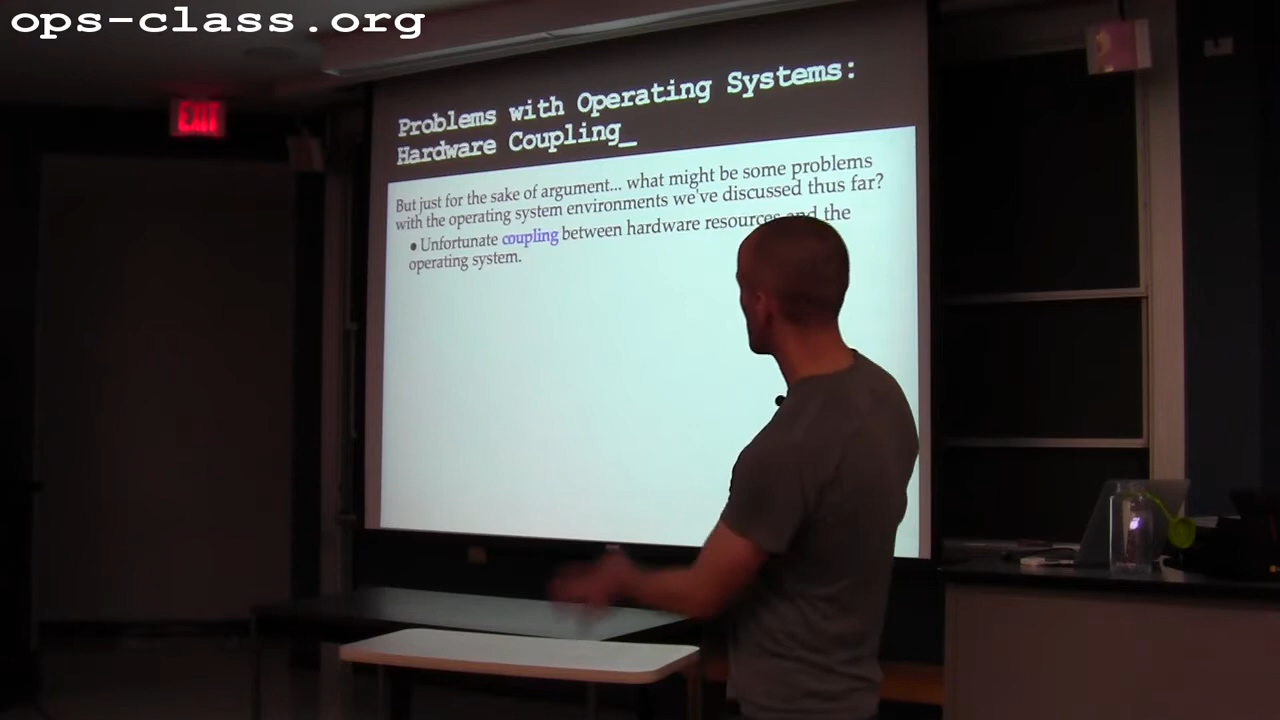 ops-class.org
EXIT
Problems with Operating Systems:
Hardware Coupling_
But just for the sake of argument... what might be some problems
with the operating system environments we've discussed thus far?
● Unfortunate coupling between hardware resources and the
operating system.